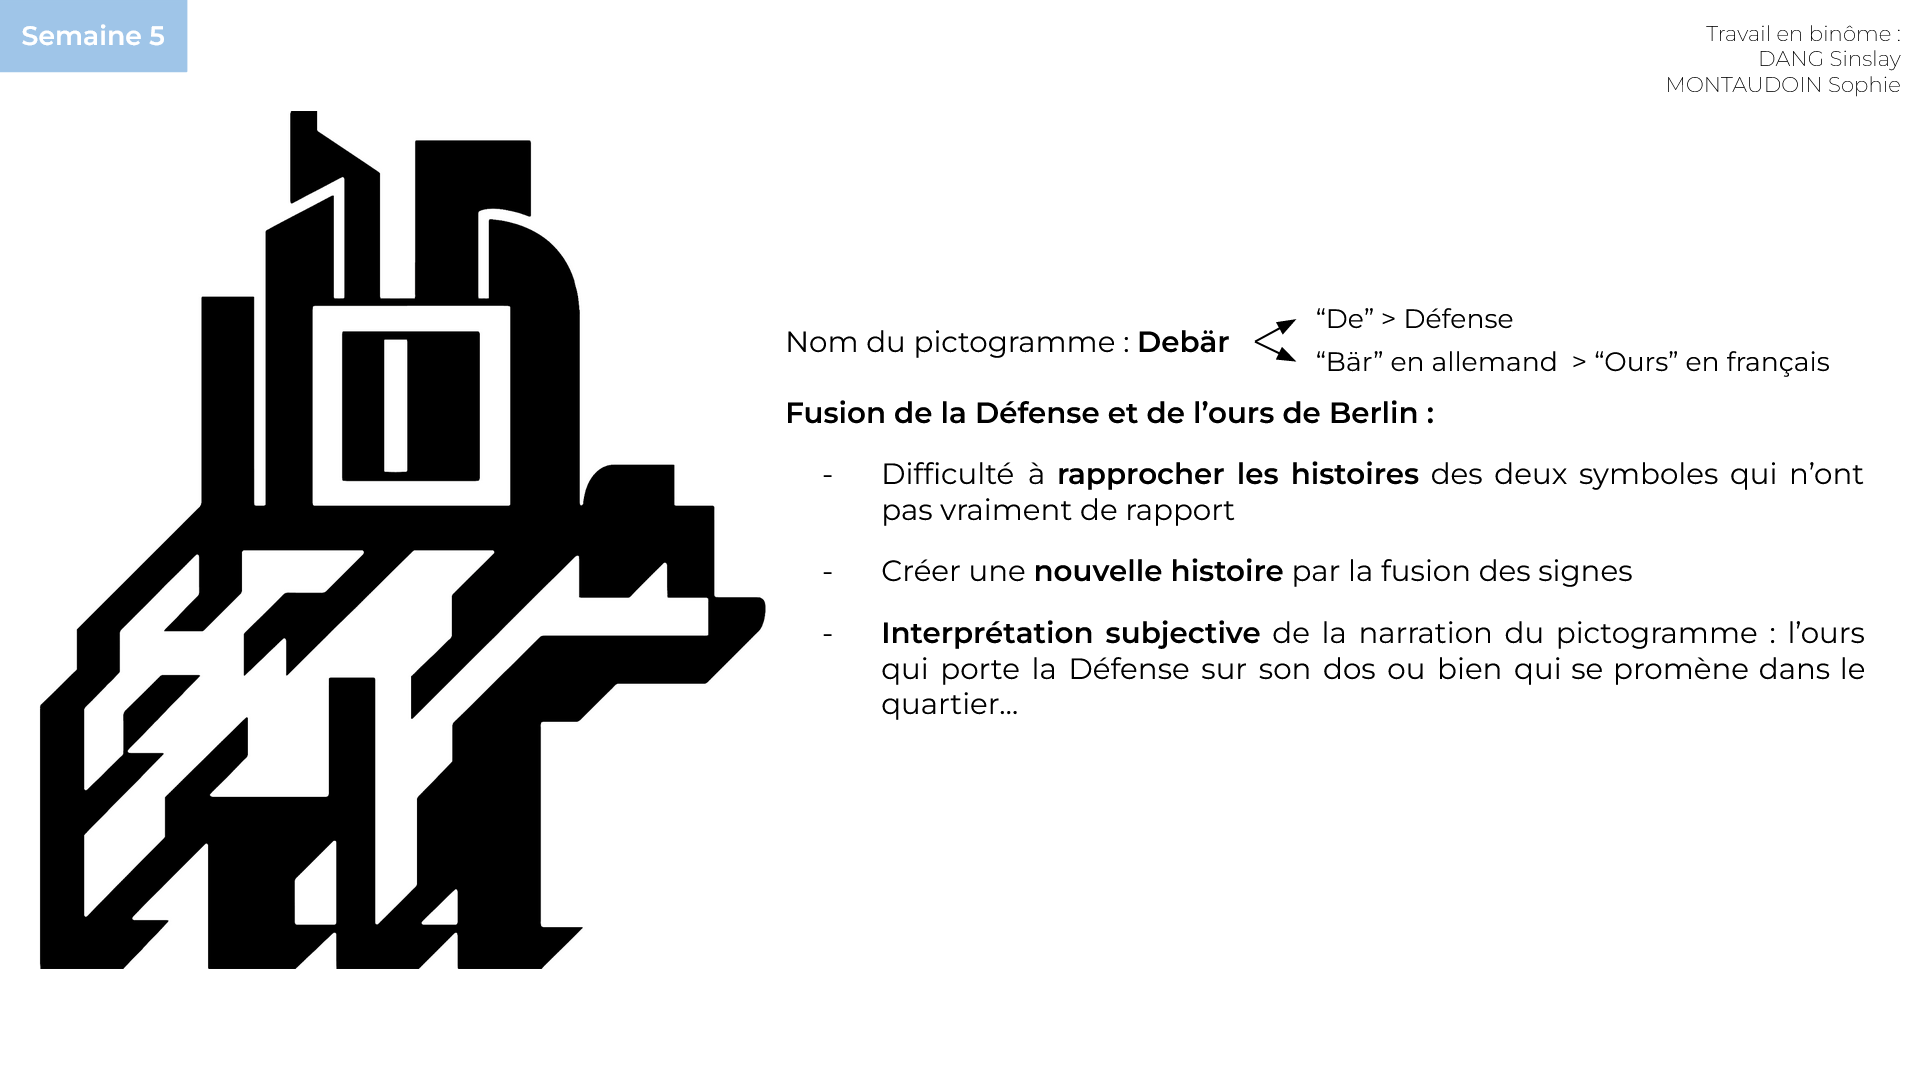 Semaine 5
Travail en binôme :
DANG Sinslay
MONTAUDOIN Sophie
Nom du pictogramme : Debär
“De” > Défense
“Bär” en allemand > “Ours” en français
Fusion de la Défense et de l’ours de Berlin :
- Difficulté à rapprocher les histoires des deux symboles qui n’ont
pas vraiment de rapport
- Créer une nouvelle histoire par la fusion des signes
- Interprétation subjective de la narration du pictogramme : l’ours
qui porte la Défense sur son dos ou bien qui se promène dans le
quartier...